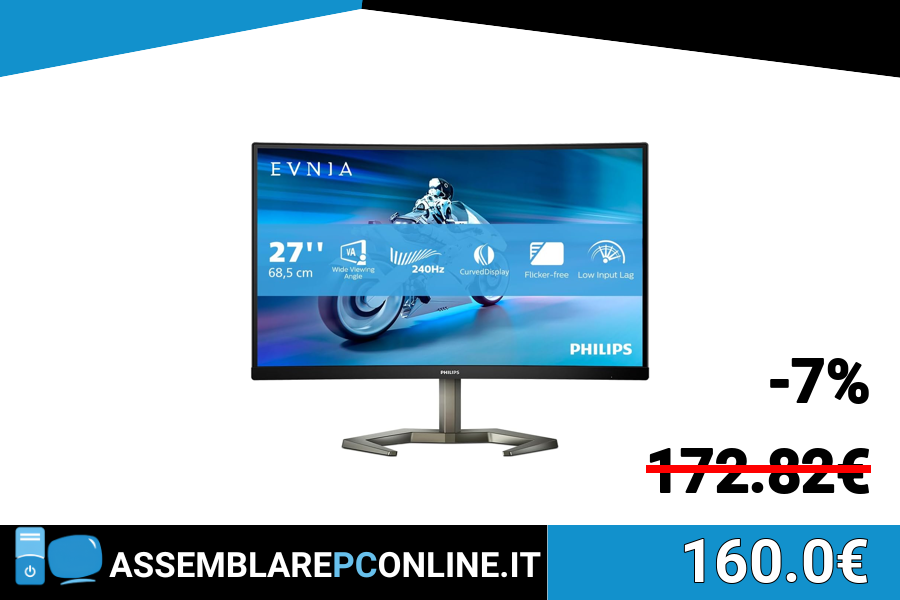 EVNIA
27''
68,5 cm
VA
Wide Viewing
Angle
240Hz
CurvedDisplay
Flicker-free
Low Input Lag
PHILIPS
PHILIPS
-7%
172.82€
ASSEMBLAREPCONLINE.IT
160.0€